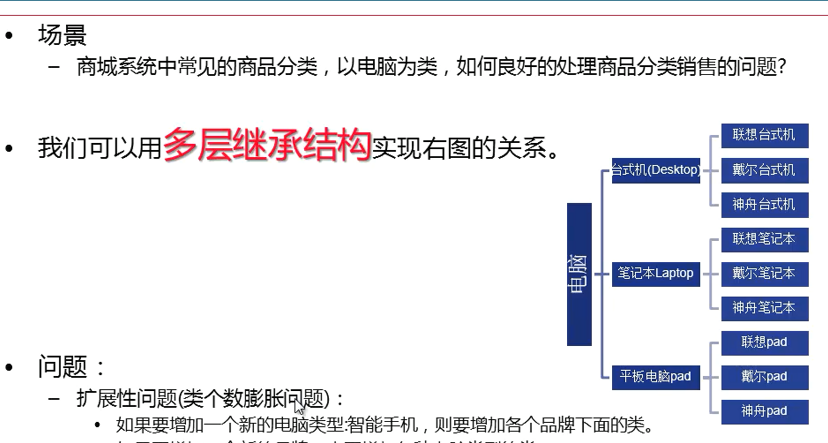 • 场景
– 商城系统中常见的商品分类，以电脑为类，如何良好的处理商品分类销售的问题?
• 我们可以用多层继承结构实现右图的关系。
电脑
台式机(Desktop)
联想台式机
戴尔台式机
神舟台式机
笔记本Laptop
联想笔记本
戴尔笔记本
神舟笔记本
平板电脑pad
联想pad
戴尔pad
神舟pad
• 问题：
– 扩展性问题(类个数膨胀问题)：
• 如果要增加一个新的电脑类型:智能手机，则要增加各个品牌下面的类。